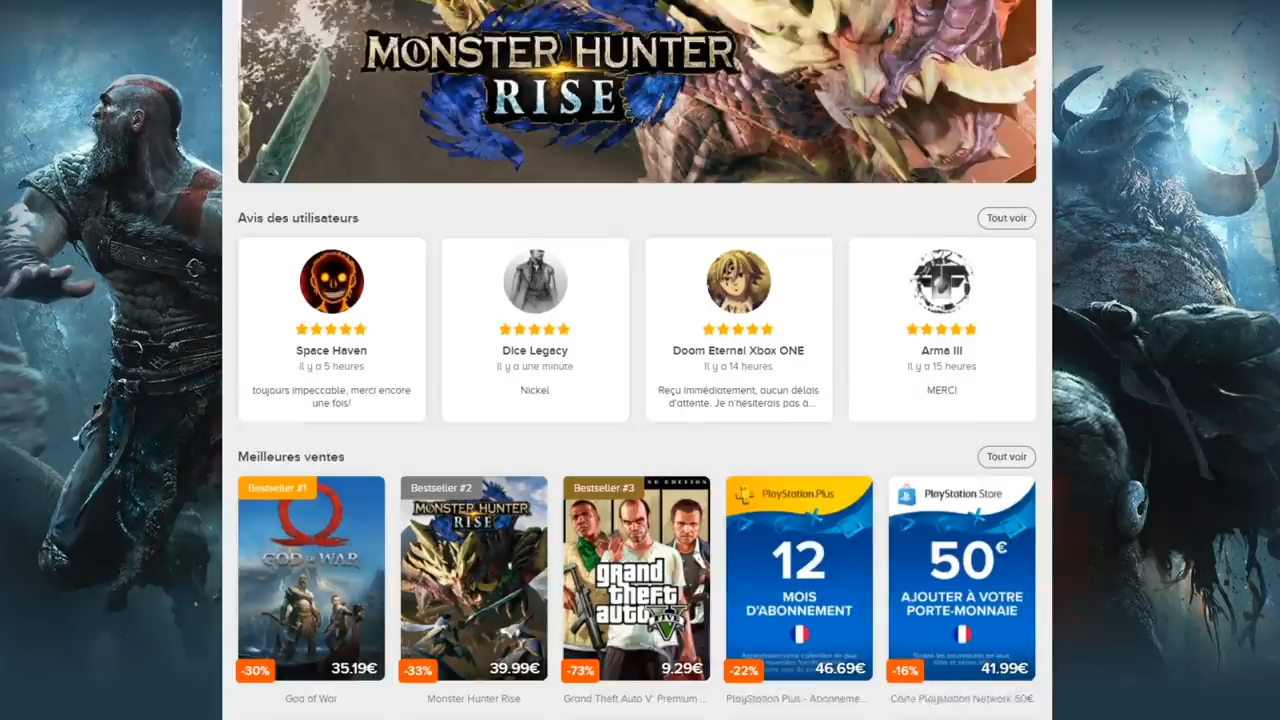 MONSTER HUNTER
RISE
Avis des utilisateurs
Tout voir
Space Haven
Il y a 5 heures
toujours impeccable, merci encore
une fois!
Dice Legacy
Il y a une minute
Nickel
Doom Eternal Xbox ONE
Il y a 14 heures
Reçu immédiatement, aucun délais
d'attente. Je n'hésiterais pas à...
Arma III
Il y a 15 heures
MERCI
Meilleures ventes
Tout voir
Bestseller #1
GOD OF WAR
-30%
35.19€
God of War
Bestseller #2
MONSTER HUNTER
RISE
-33%
39.99€
Monster Hunter Rise
Bestseller #3
EDITION
grand
theft
auto V
FIVE
-73%
9.29€
Grand Theft Auto V: Premium ...
PlayStation Plus
12
MOIS
D'ABONNEMENT
-22%
46.69€
PlayStation Plus - Abonneme...
PlayStation Store
50€
AJOUTER À VOTRE
PORTE-MONNAIE
-16%
41.99€
Carte PlayStation Network 50€